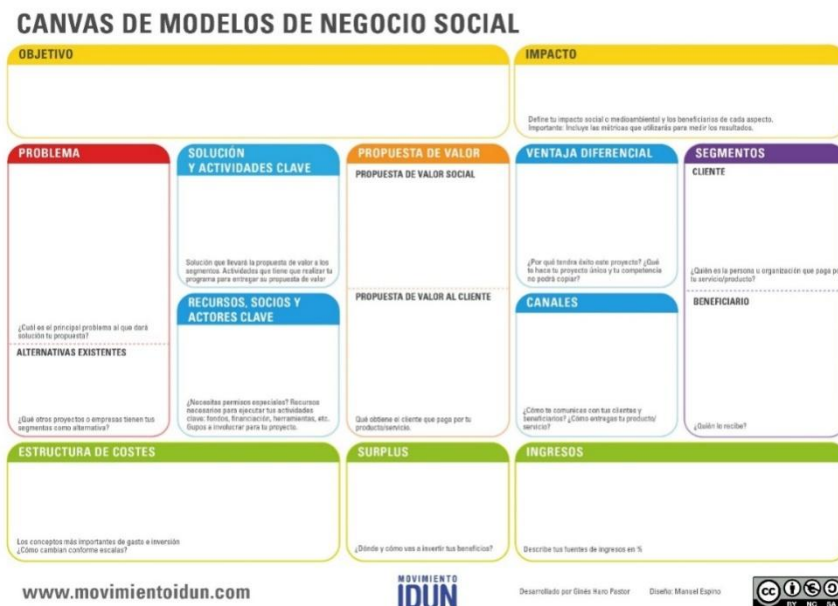 CANVAS DE MODELOS DE NEGOCIO SOCIAL
OBJETIVO
IMPACTO
Define tu impacto social o medioambiental y los beneficiarios de cada aspecto.
Importante: Incluye las métricas que utilizarás para medir los resultados.
PROBLEMA
¿Cuál es el principal problema al que dará
solución tu propuesta?
ALTERNATIVAS EXISTENTES
¿Qué otros proyectos o empresas tienen tus
segmentos como alternativa?
SOLUCIÓN
Y ACTIVIDADES CLAVE
Solución que llevará la propuesta de valor a los
segmentos. Actividades que tiene que realizar tu
programa para entregar su propuesta de valor
RECURSOS, SOCIOS Y
ACTORES CLAVE
¿Necesitas permisos especiales? Recursos
necesarios para ejecutar tus actividades
clave: fondos, financiación, herramientas, etc.
Gupos a involucrar para tu proyecto.
PROPUESTA DE VALOR
PROPUESTA DE VALOR SOCIAL
PROPUESTA DE VALOR AL CLIENTE
Qué obtiene el cliente que paga por tu
producto/servicio.
VENTAJA DIFERENCIAL
¿Por qué tendrá éxito este proyecto? ¿Qué
te hace tu proyecto única y tu competencia
no podrá copiar?
CANALES
¿Cómo te comunicas con tus clientes y
beneficiarios? ¿Cómo entregas tu producto/
servicio?
SEGMENTOS
CLIENTE
¿Quién es la persona u organización que paga po
tu servicio/producto?
BENEFICIARIO
¿Quién lo recibe?
ESTRUCTURA DE COSTES
Los conceptos más importantes de gasto e inversión
¿Cómo cambian conforme escalas?
SURPLUS
¿Dónde y cómo vas a invertir tus beneficios?
INGRESOS
Describe tus fuentes de ingresos en %
www.movimientoidun.com
MOVIMIENTO
IDUN
Desarrollado por Ginés Haro Pastor
Diseño: Manuel Espino
CC
BY NC SA